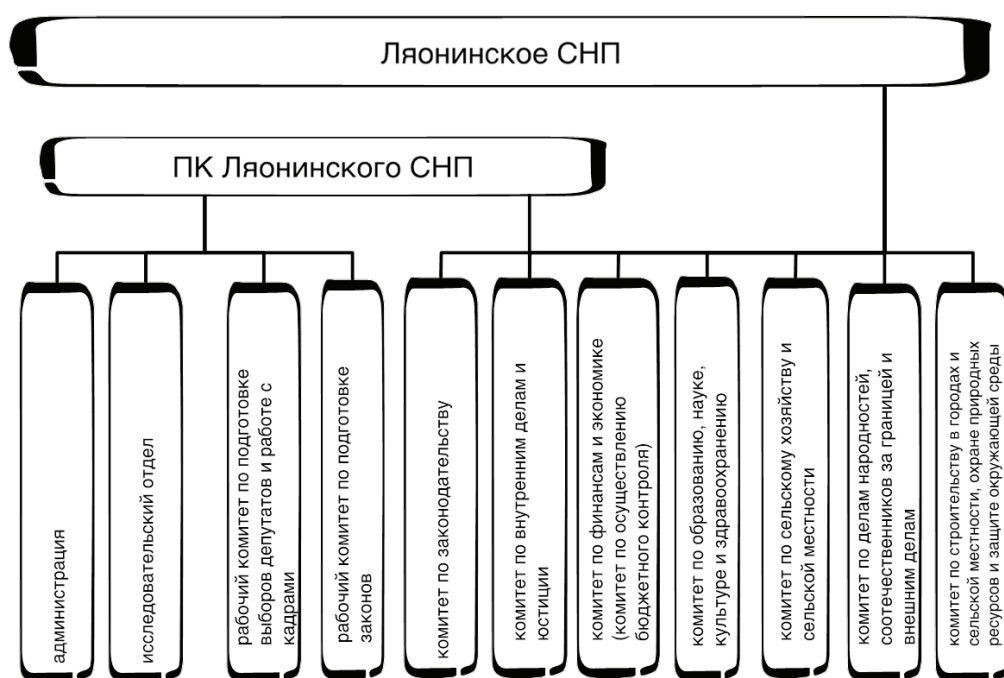 Ляонинское СНП
ПК Ляонинского СНП
администрация
исследовательский отдел
рабочий комитет по подготовке
выборов депутатов и работе с
кадрами
рабочий комитет по подготовке
законов
комитет по законодательству
комитет по внутренним делам и
юстиции
комитет по финансам и экономике
(комитет по осуществлению
бюджетного контроля)
комитет по образованию, науке,
культуре и здравоохранению
комитет по сельскому хозяйству и
сельской местности
комитет по делам народностей,
соотечественников за границей и
внешним делам
комитет по строительству в городах и
сельской местности, охране природных
ресурсов и защите окружающей среды